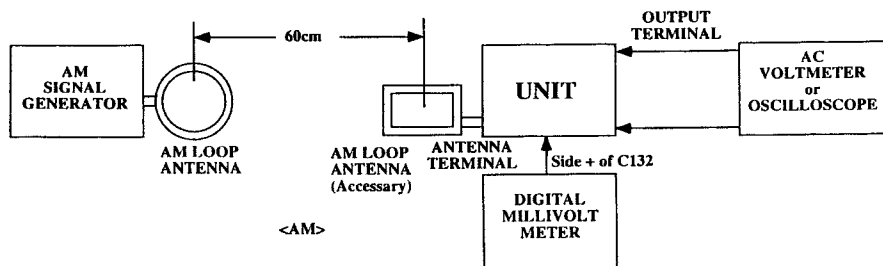 60cm
OUTPUT
TERMINAL
AM
SIGNAL
GENERATOR
UNIT
AC
VOLTMETER
or
OSCILLOSCOPE
AM LOOP
ANTENNA
AM LOOP
ANTENNA
(Accessary)
ANTENNA
TERMINAL
Side + of C132
DIGITAL
MILLIVOLT
METER
<AM>